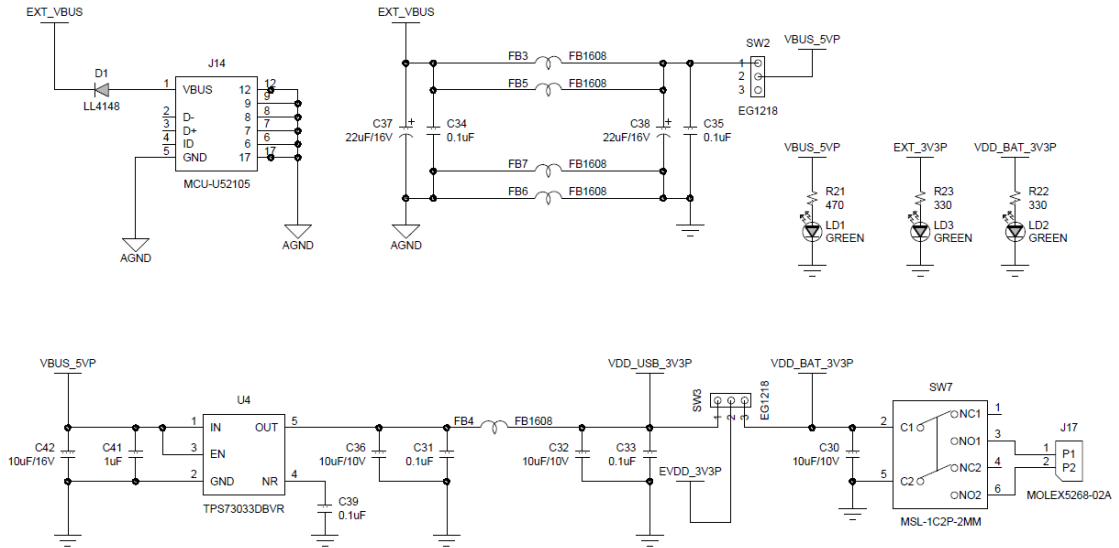 EXT_VBUS
EXT_VBUS
FB3 FB1608
SW2
VBUS_5VP
J14
D1
LL4148
1 VBUS 12 12
9 9
2 D- 8 8
3 D+ 7 7
4 ID 6 6
5 GND 17 17
MCU-U52105
AGND
AGND
FB5 FB1608
1
2
3
EG1218
C37
22uF/16V
+
C34
0.1uF
C38
22uF/16V
+
C35
0.1uF
FB7 FB1608
FB6 FB1608
AGND
VBUS_5VP
R21
470
LD1
GREEN
EXT_3V3P
R23
330
LD3
GREEN
VDD_BAT_3V3P
R22
330
LD2
GREEN
VBUS_5VP
C42
10uF/16V
C41
1uF
U4
1 IN OUT 5
3 EN
2 GND NR 4
TPS73033DBVR
C39
0.1uF
C36
10uF/10V
C31
0.1uF
FB4 FB1608
VDD_USB_3V3P
C32
10uF/10V
C33
0.1uF
SW3
1 2 3
EG1218
EVDD_3V3P
VDD_BAT_3V3P
C30
10uF/10V
SW7
2 C1 NC1 1
NO1 3
NC2 4
5 C2 NO2 6
MSL-1C2P-2MM
J17
1 P1
2 P2
MOLEX5268-02A